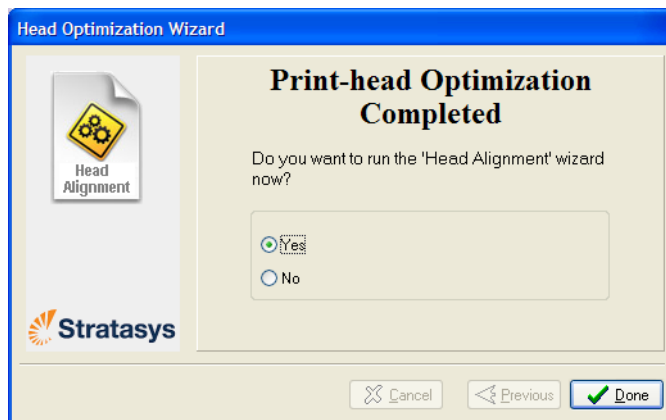 Head Optimization Wizard
Print-head Optimization
Completed
Do you want to run the 'Head Alignment' wizard
now?
Head
Alignment
Yes
No
Stratasys
Cancel
Previous
Done